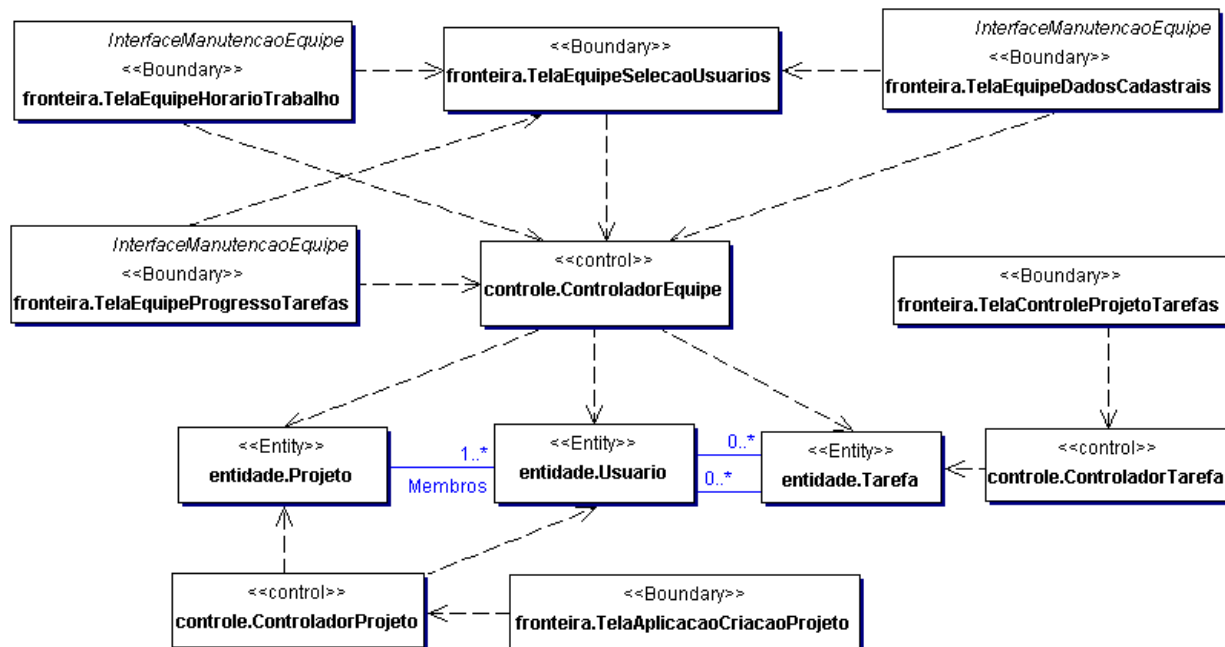 InterfaceManutencaoEquipe
<<Boundary>>
fronteira.TelaEquipeHorarioTrabalho
<<Boundary>>
fronteira.TelaEquipeSelecaoUsuarios
InterfaceManutencaoEquipe
<<Boundary>>
fronteira.TelaEquipeDadosCadastrais
InterfaceManutencaoEquipe
<<Boundary>>
fronteira.TelaEquipeProgressoTarefas
<<control>>
controle.ControladorEquipe
<<Boundary>>
fronteira.TelaControleProjetoTarefas
<<Entity>>
entidade.Projeto
1..*
Membros
<<Entity>>
entidade.Usuario
0..*
0..*
<<Entity>>
entidade.Tarefa
<<control>>
controle.ControladorTarefa
<<control>>
controle.ControladorProjeto
<<Boundary>>
fronteira.TelaAplicacaoCriacaoProjeto